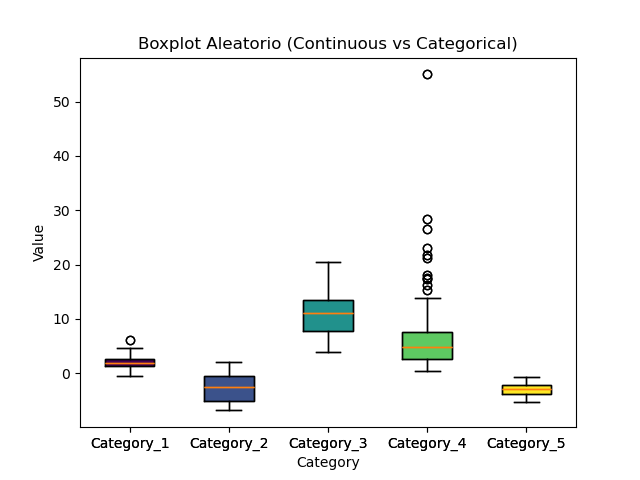 Boxplot Aleatorio (Continuous vs Categorical)
50
40
30
20
10
0
Value
Category_1 Category_2 Category_3 Category_4 Category_5
Category